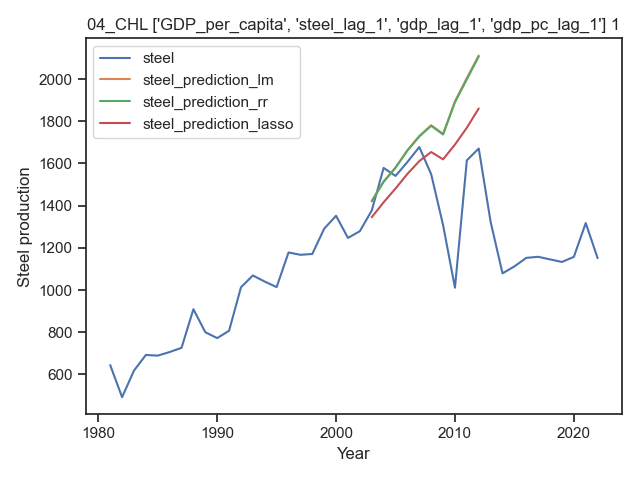 04_CHL ['GDP_per_capita', 'steel_lag_1', 'gdp_lag_1', 'gdp_pc_lag_1'] 1
steel
steel_prediction_lm
steel_prediction_rr
steel_prediction_lasso
Steel production
2000
1800
1600
1400
1200
1000
800
600
1980
1990
2000
2010
2020
Year